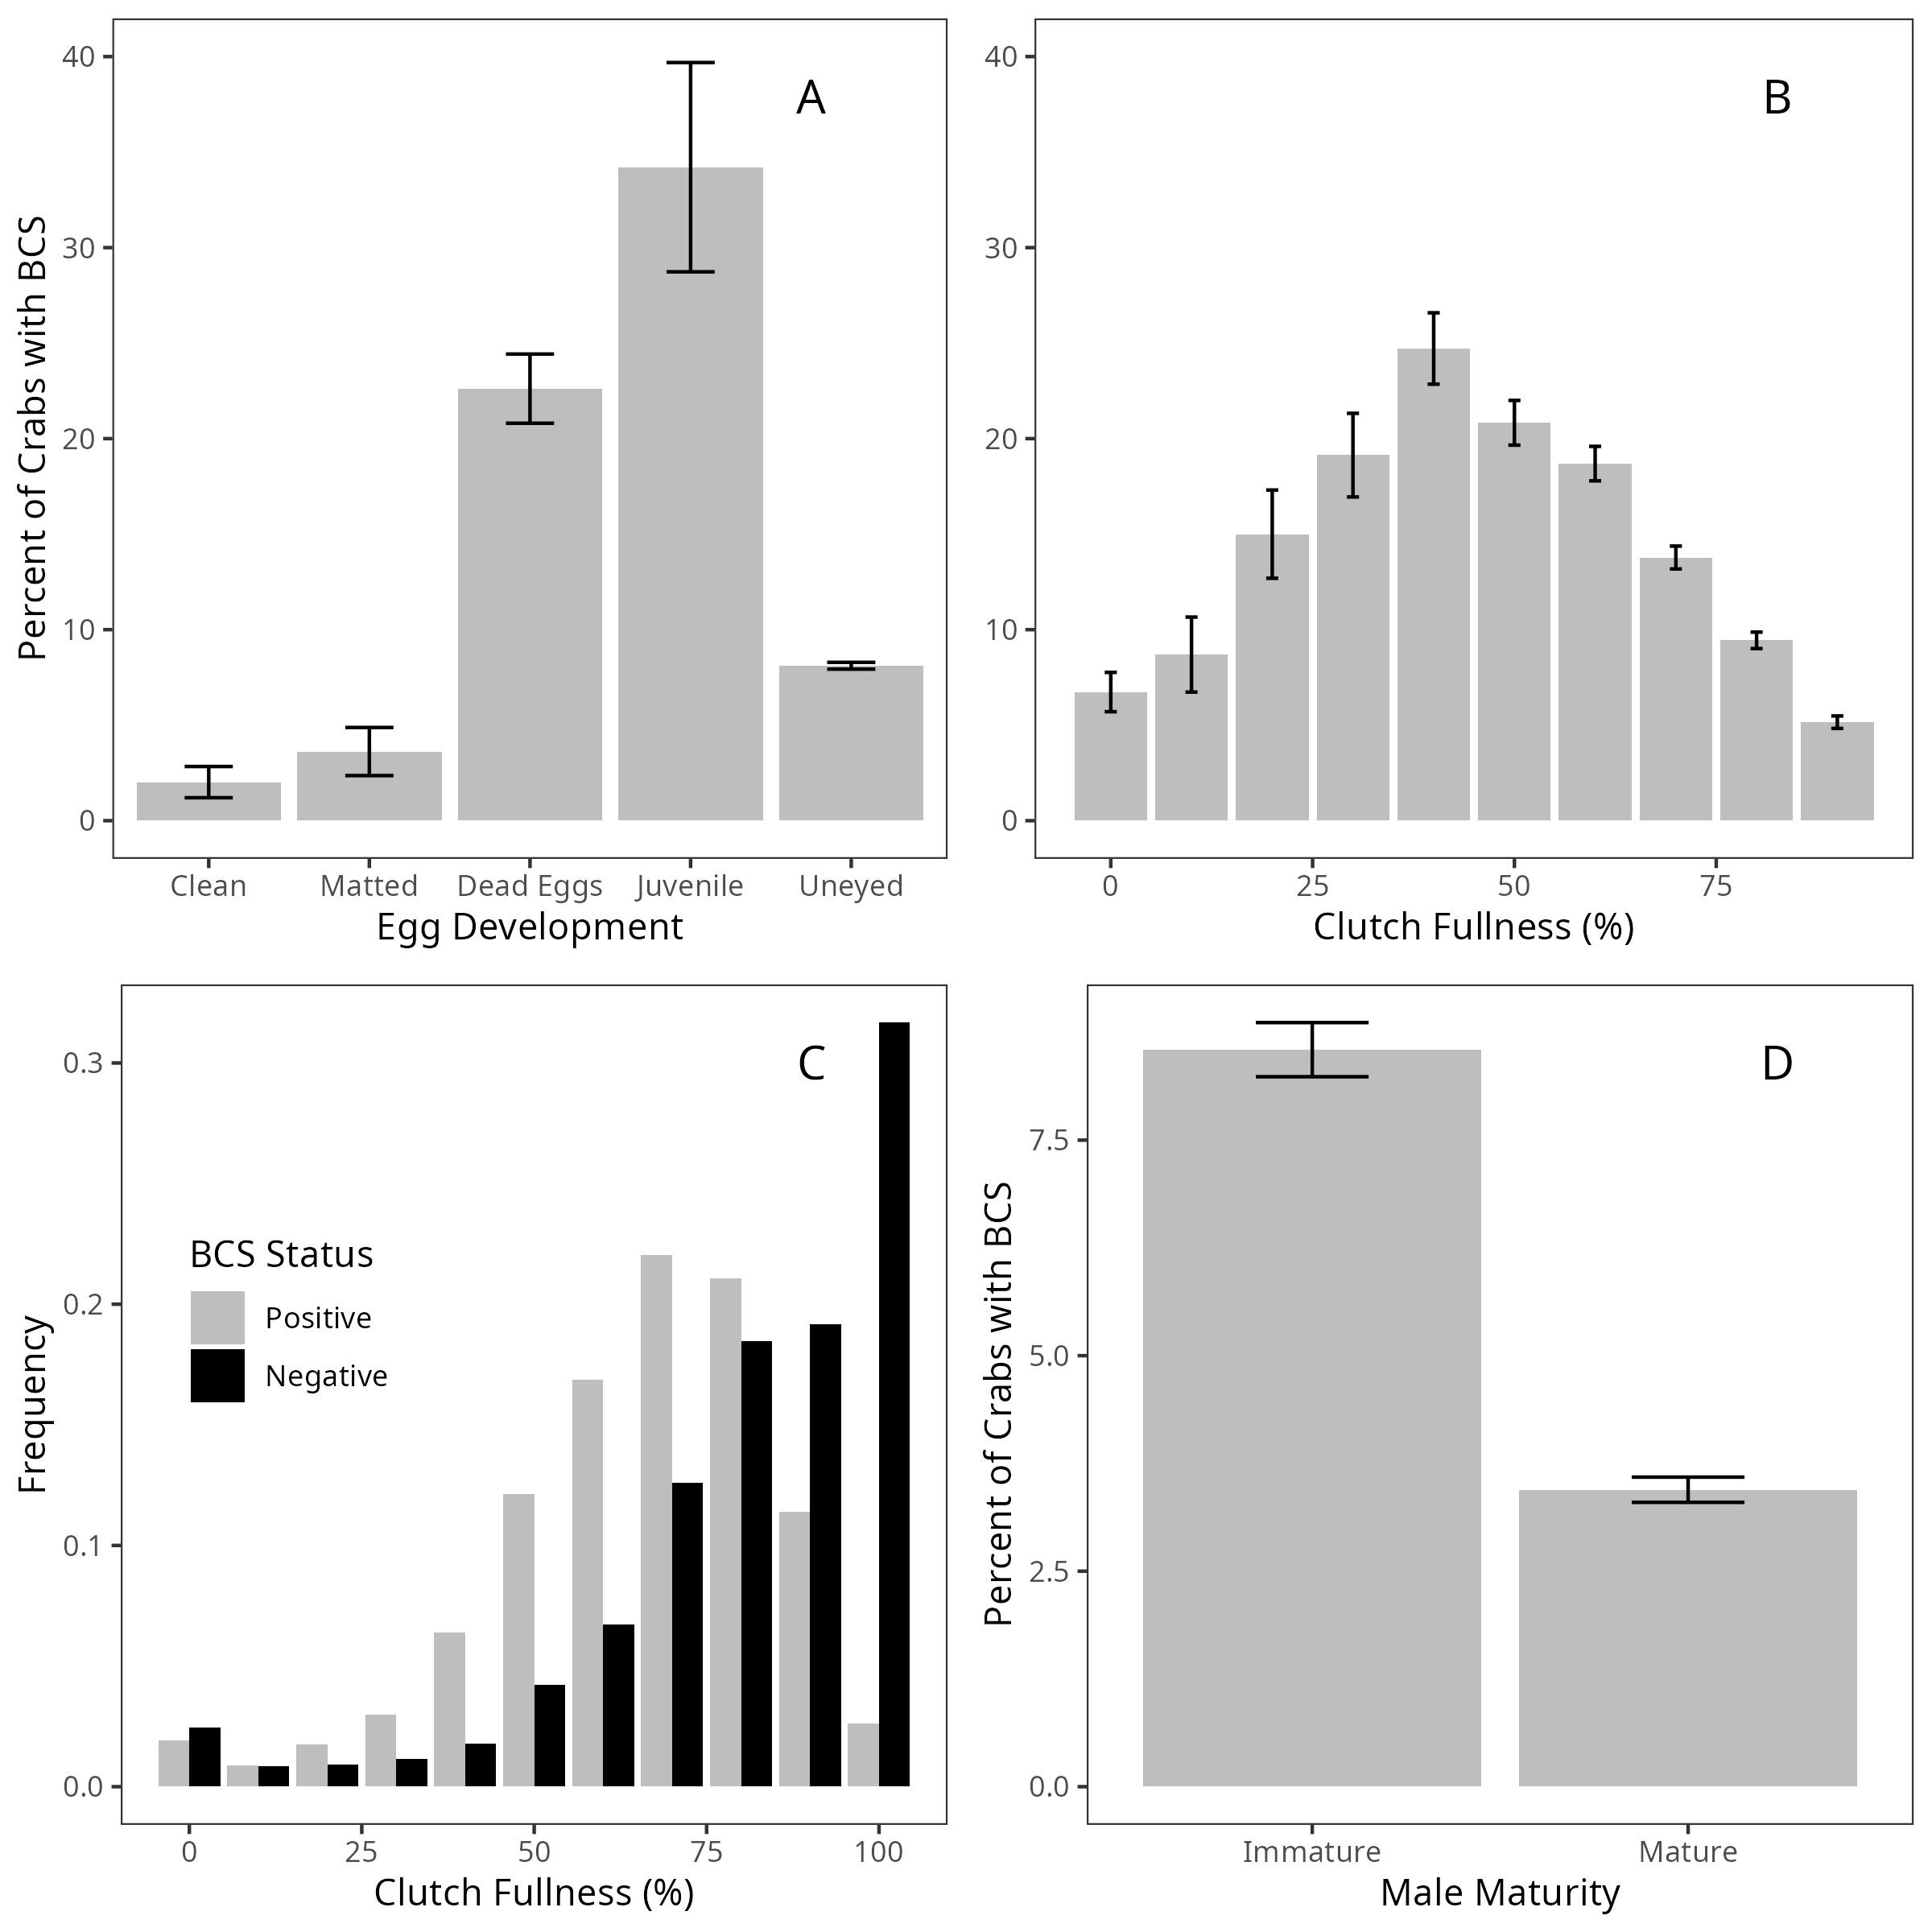 A
40
30
20
10
0
Percent of Crabs with BCS
Clean Matted Dead Eggs Juvenile Uneyed
Egg Development
B
40
30
20
10
0
0 25 50 75
Clutch Fullness (%)
C
0.3
0.2
0.1
0.0
Frequency
BCS Status
Positive
Negative
0 25 50 75 100
Clutch Fullness (%)
D
7.5
5.0
2.5
0.0
Percent of Crabs with BCS
Immature Mature
Male Maturity